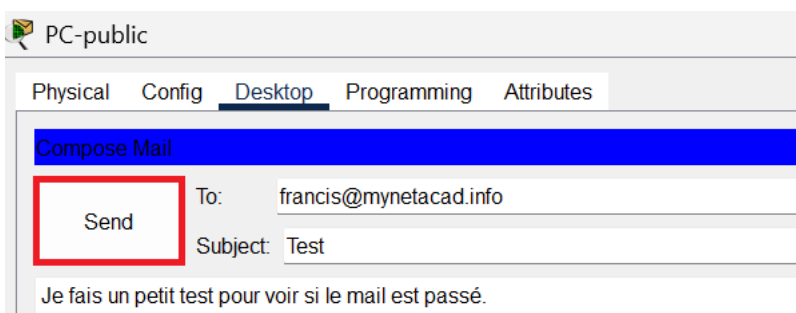 PC-public
Physical Config Desktop Programming Attributes
Compose Mail
Send
To: francis@mynetacad.info
Subject: Test
Je fais un petit test pour voir si le mail est passé.